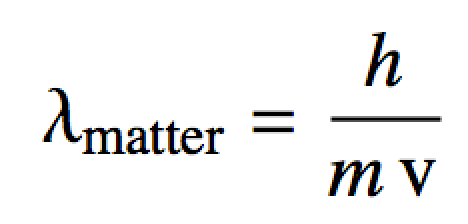 λmatter = h / m v